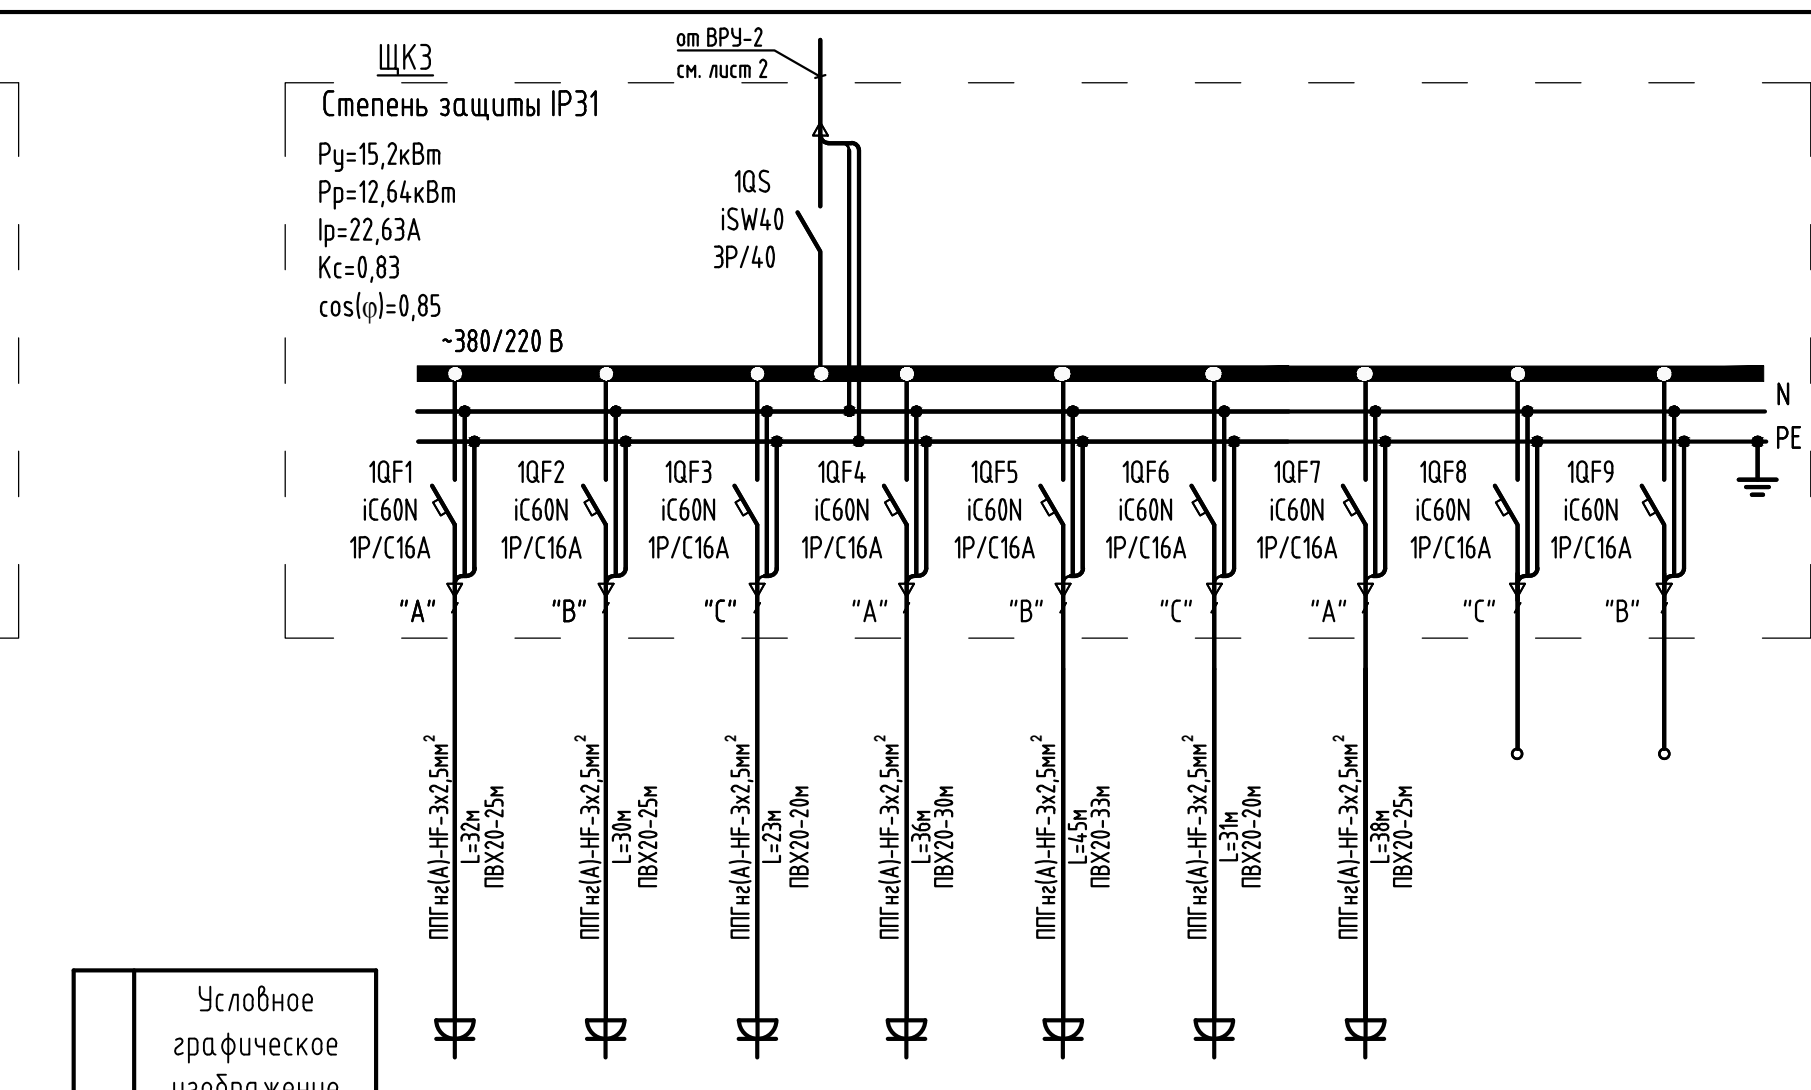 ЩК3
от ВРУ-2
см. лист 2
Степень защиты IP31
Ру=15,2кВт
Рр=12,64кВт
Iр=22,63А
Кс=0,83
cos(φ)=0,85
~380/220 В
1QS
iSW40
3P/40
N
PE
1QF1
iC60N
1P/C16A
"A"
1QF2
iC60N
1P/C16A
"B"
1QF3
iC60N
1P/C16A
"C"
1QF4
iC60N
1P/C16A
"A"
1QF5
iC60N
1P/C16A
"B"
1QF6
iC60N
1P/C16A
"C"
1QF7
iC60N
1P/C16A
"A"
1QF8
iC60N
1P/C16A
"C"
1QF9
iC60N
1P/C16A
"B"
ППГнг(А)-HF-3х2,5мм²
L=32м
ПВХ20-25м
ППГнг(А)-HF-3х2,5мм²
L=30м
ПВХ20-25м
ППГнг(А)-HF-3х2,5мм²
L=23м
ПВХ20-20м
ППГнг(А)-HF-3х2,5мм²
L=36м
ПВХ20-30м
ППГнг(А)-HF-3х2,5мм²
L=45м
ПВХ20-33м
ППГнг(А)-HF-3х2,5мм²
L=31м
ПВХ20-20м
ППГнг(А)-HF-3х2,5мм²
L=38м
ПВХ20-25м
Условное
графическое
изображение